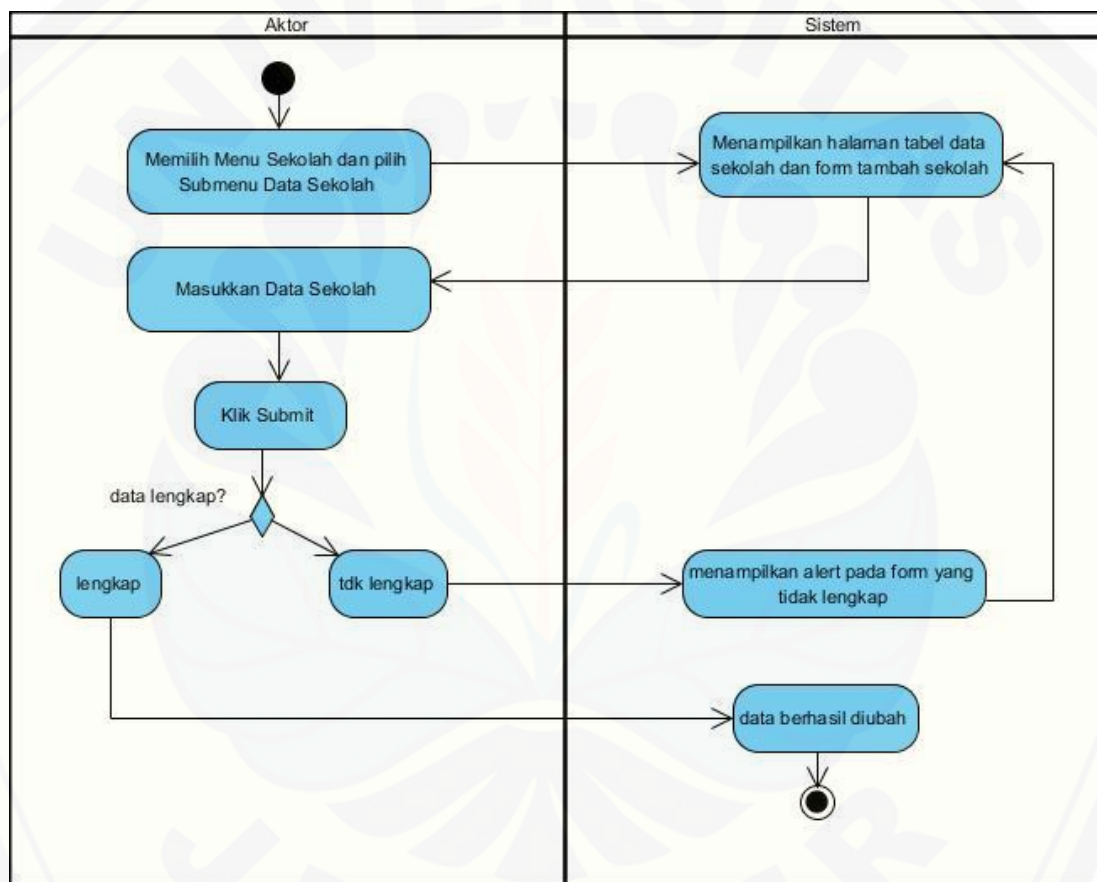 Aktor
Sistem
Memilih Menu Sekolah dan pilih
Submenu Data Sekolah
Menampilkan halaman tabel data
sekolah dan form tambah sekolah
Masukkan Data Sekolah
Klik Submit
data lengkap?
lengkap
tdk lengkap
menampilkan alert pada form yang
tidak lengkap
data berhasil diubah